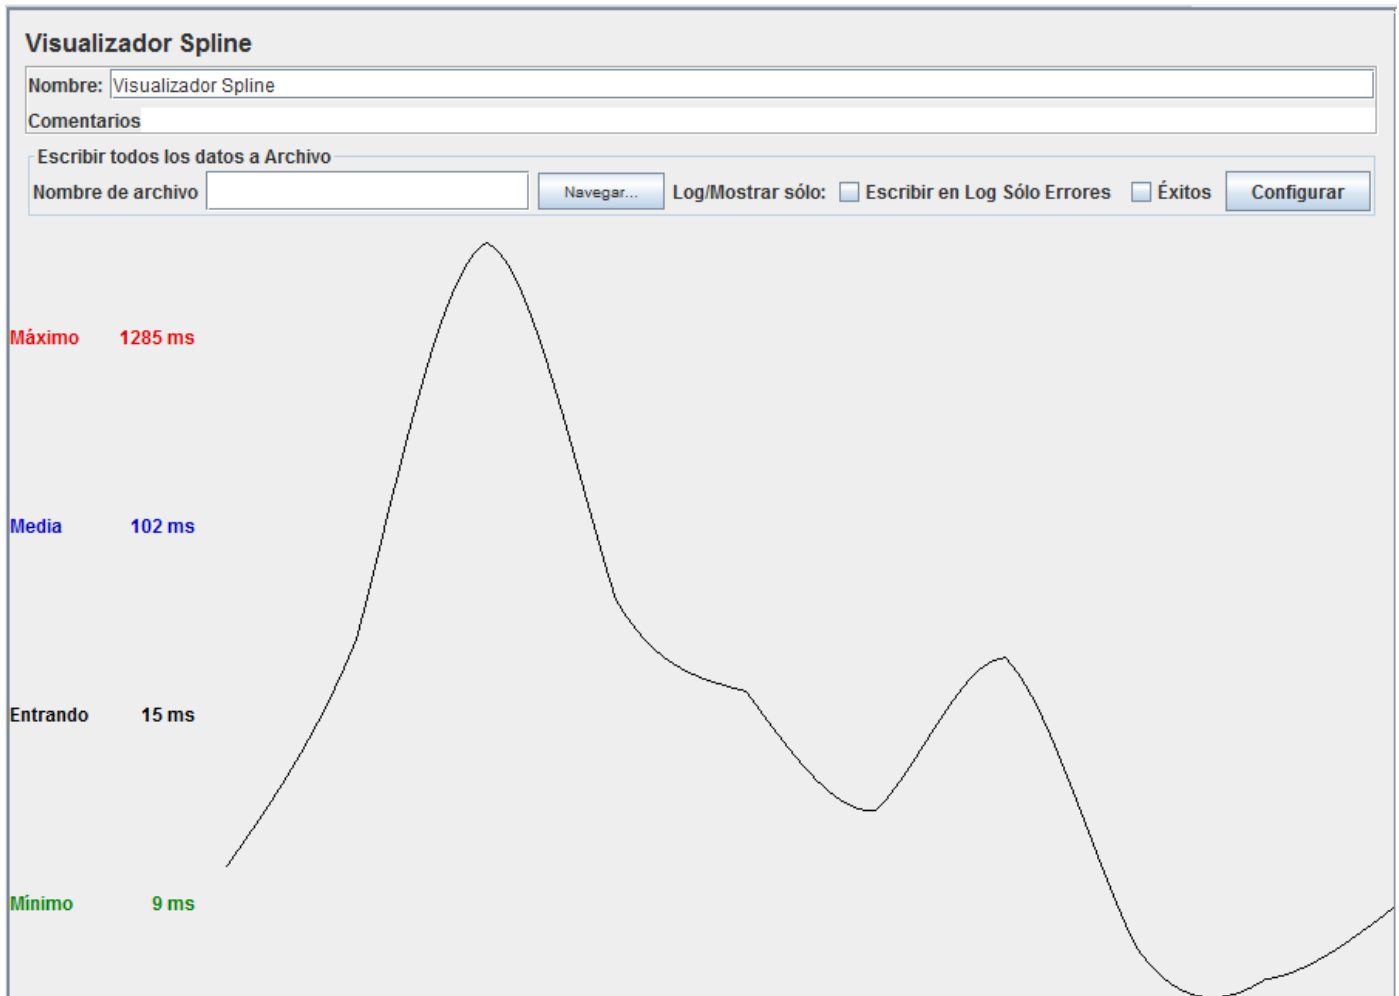 Visualizador Spline
Nombre: Visualizador Spline
Comentarios
Escribir todos los datos a Archivo
Nombre de archivo Navegar... Log/Mostrar sólo: Escribir en Log Sólo Errores Éxitos Configurar
Máximo 1285 ms
Media 102 ms
Entrando 15 ms
Mínimo 9 ms